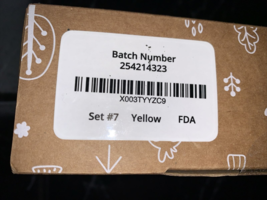 Batch Number
254214323
X003TYYZC9
Set #7 Yellow FDA